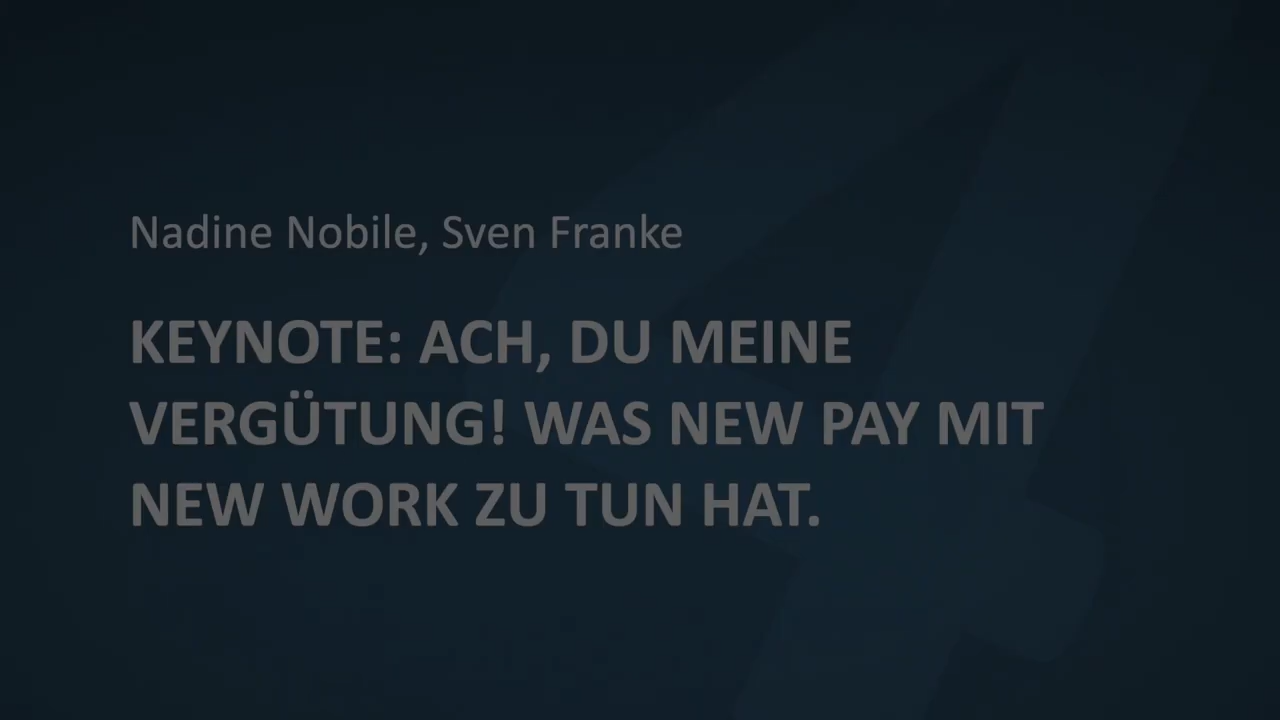 Nadine Nobile, Sven Franke
KEYNOTE: ACH, DU MEINE
VERGÜTUNG! WAS NEW PAY MIT
NEW WORK ZU TUN HAT.